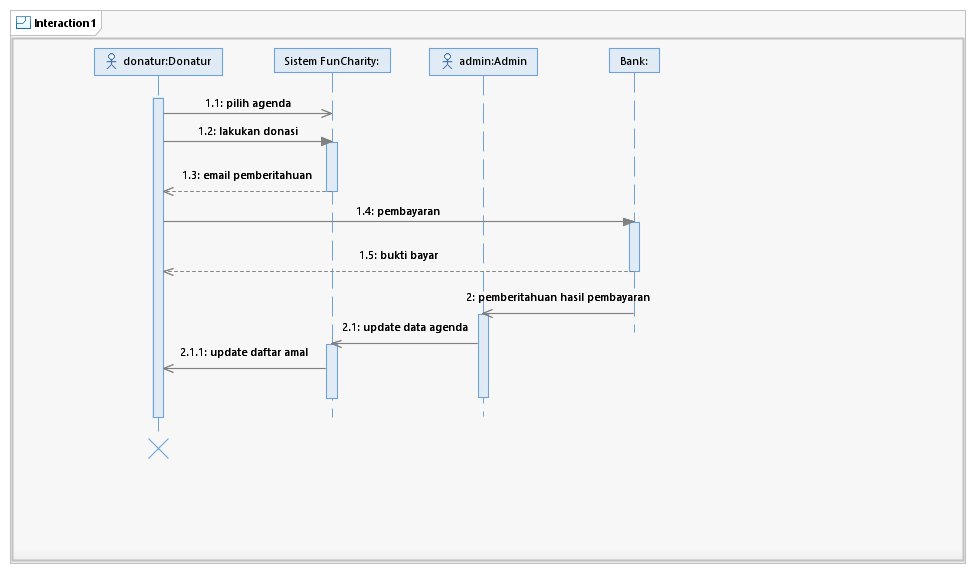 Interaction1
donatur:Donatur
Sistem FunCharity:
admin:Admin
Bank:
1.1: pilih agenda
1.2: lakukan donasi
1.3: email pemberitahuan
1.4: pembayaran
1.5: bukti bayar
2: pemberitahuan hasil pembayaran
2.1: update data agenda
2.1.1: update daftar amal